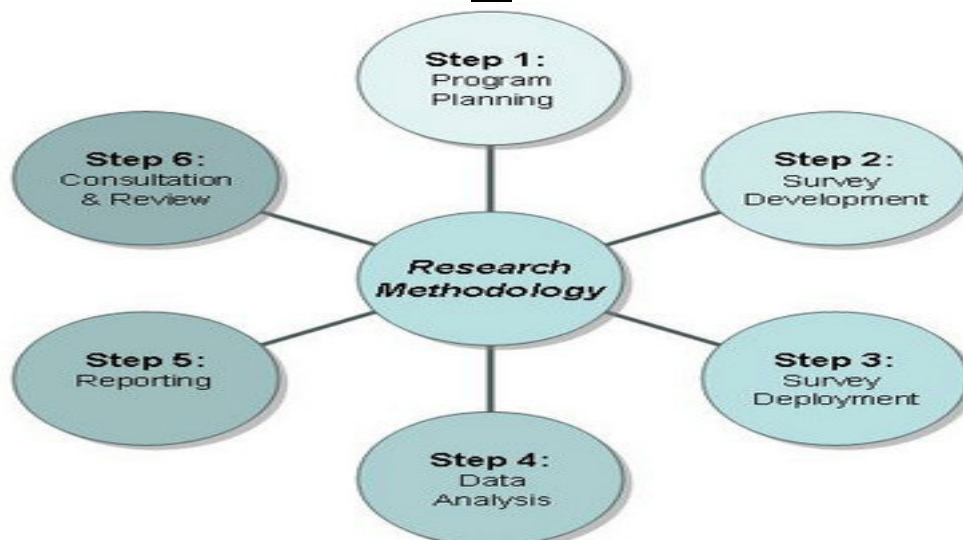 Step 1:
Program
Planning
Step 2:
Survey
Development
Step 3:
Survey
Deployment
Step 4:
Data
Analysis
Step 5:
Reporting
Step 6:
Consultation
& Review
Research
Methodology